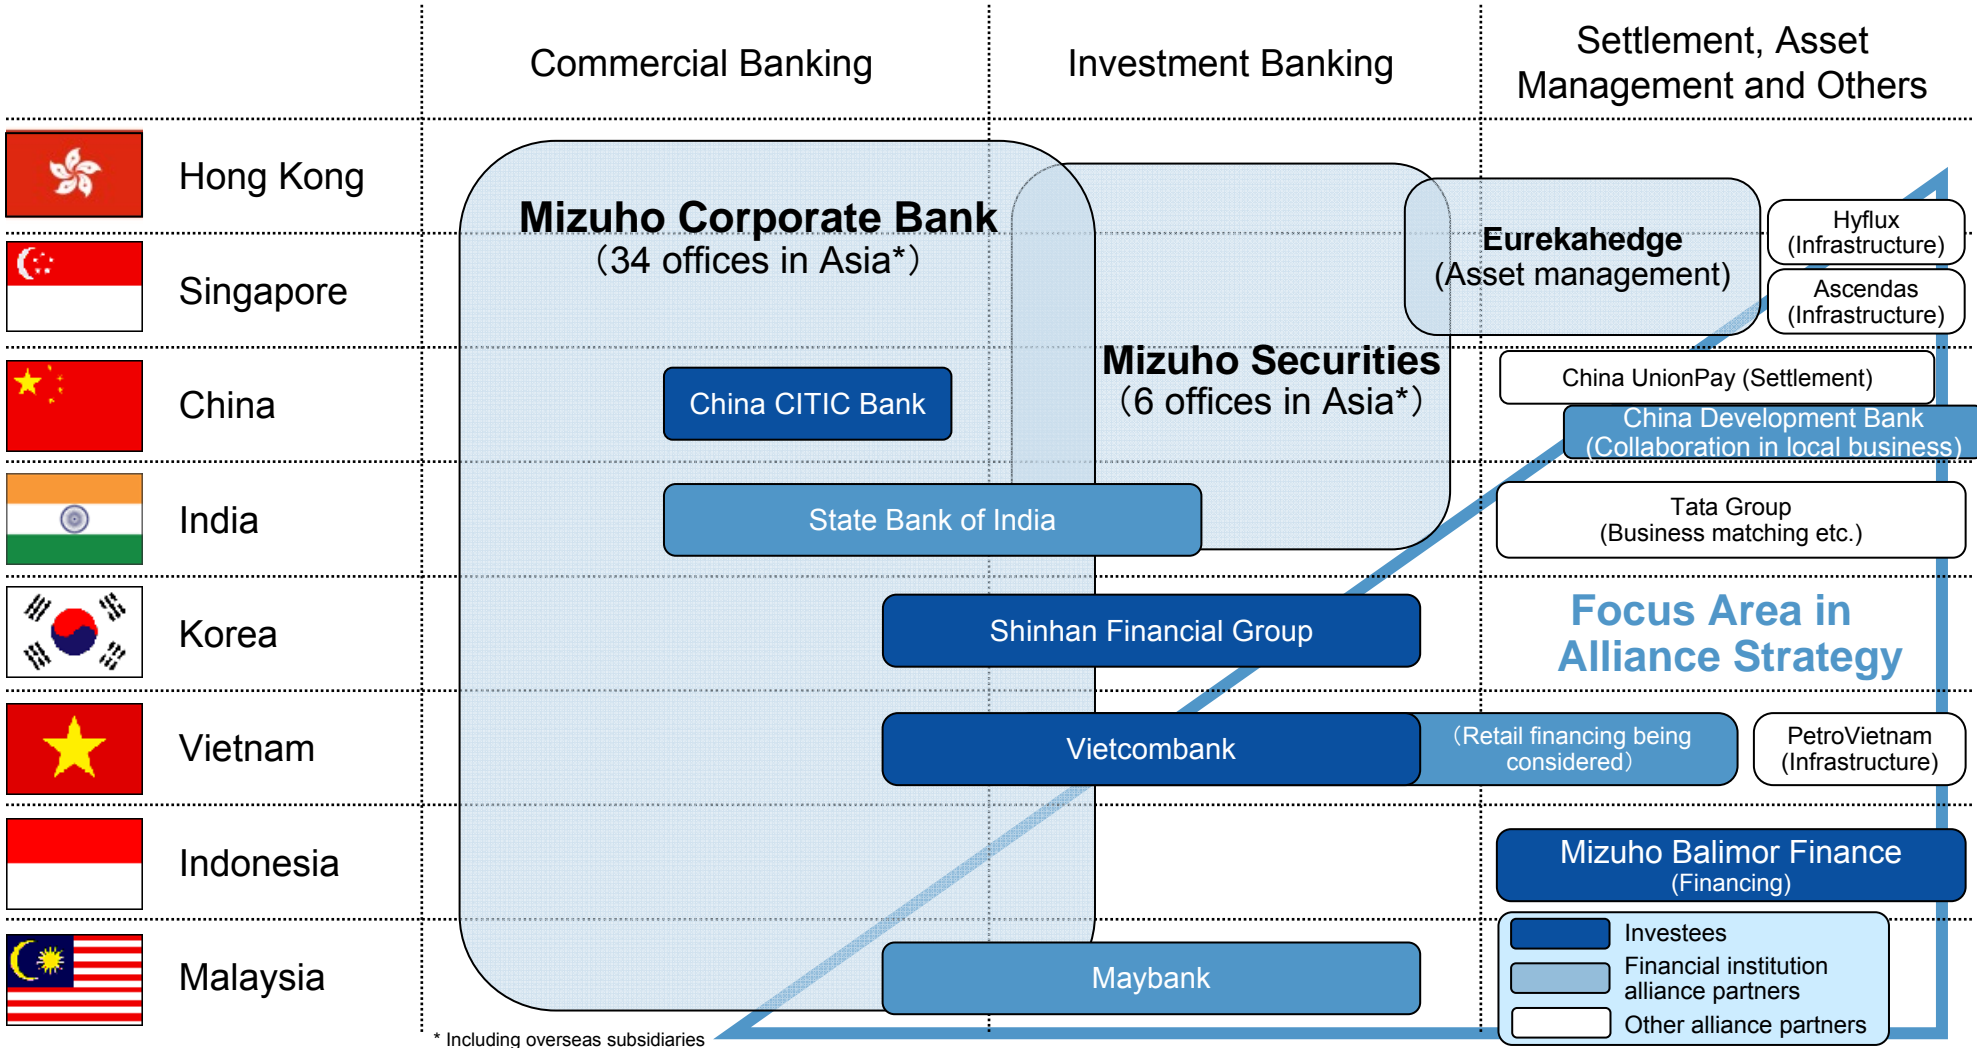 Commercial Banking
Investment Banking
Settlement, Asset
Management and Others
Hong Kong
Mizuho Corporate Bank
（34 offices in Asia*）
Eurekahedge
(Asset management)
Hyflux
(Infrastructure)
Singapore
Ascendas
(Infrastructure)
Mizuho Securities
（6 offices in Asia*）
China
China CITIC Bank
China UnionPay (Settlement)
China Development Bank
(Collaboration in local business)
India
State Bank of India
Tata Group
(Business matching etc.)
Korea
Shinhan Financial Group
Focus Area in
Alliance Strategy
Vietnam
Vietcombank
（Retail financing being
considered）
PetroVietnam
(Infrastructure)
Indonesia
Mizuho Balimor Finance
(Financing)
Malaysia
Maybank
Investees
Financial institution
alliance partners
Other alliance partners
* Including overseas subsidiaries